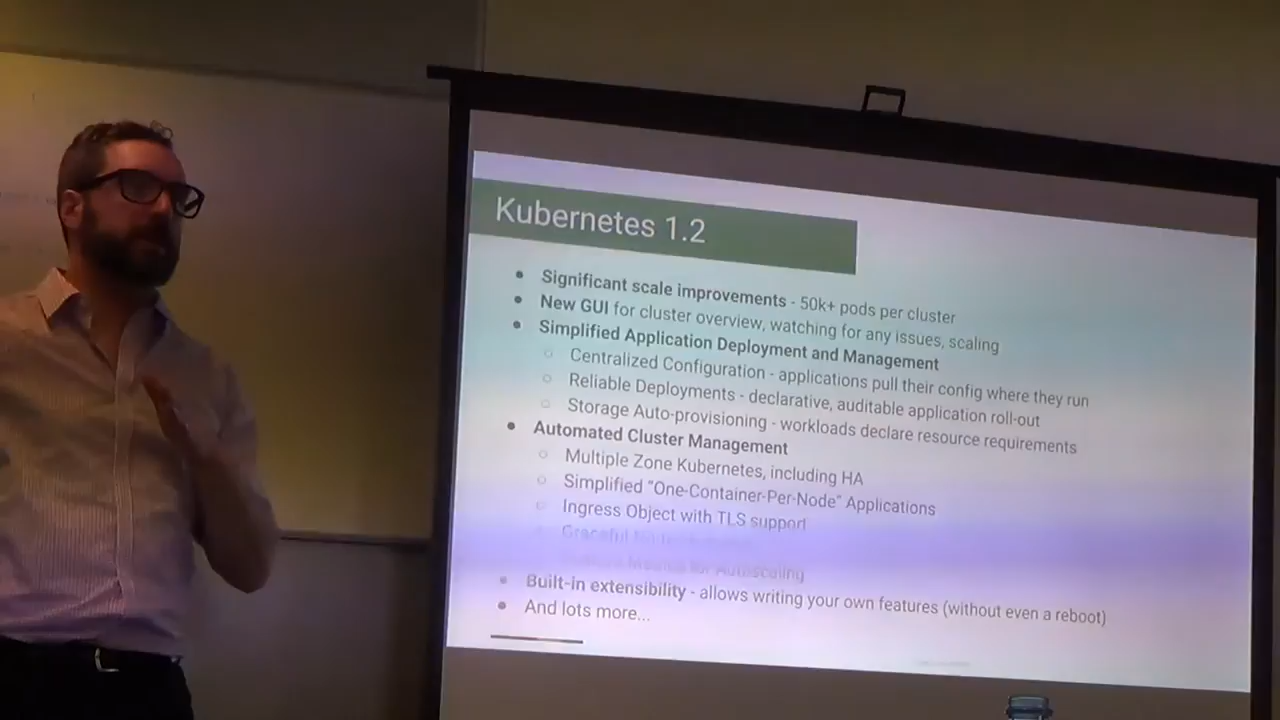 Kubernetes 1.2
● Significant scale improvements - 50k+ pods per cluster
● New GUI for cluster overview, watching for any issues, scaling
● Simplified Application Deployment and Management
○ Centralized Configuration - applications pull their config where they run
○ Reliable Deployments - declarative, auditable application roll-out
○ Storage Auto-provisioning - workloads declare resource requirements
● Automated Cluster Management
○ Multiple Zone Kubernetes, including HA
○ Simplified “One-Container-Per-Node” Applications
○ Ingress Object with TLS support
Graceful
for Autoscaling
● Built-in extensibility - allows writing your own features (without even a reboot)
● And lots more...